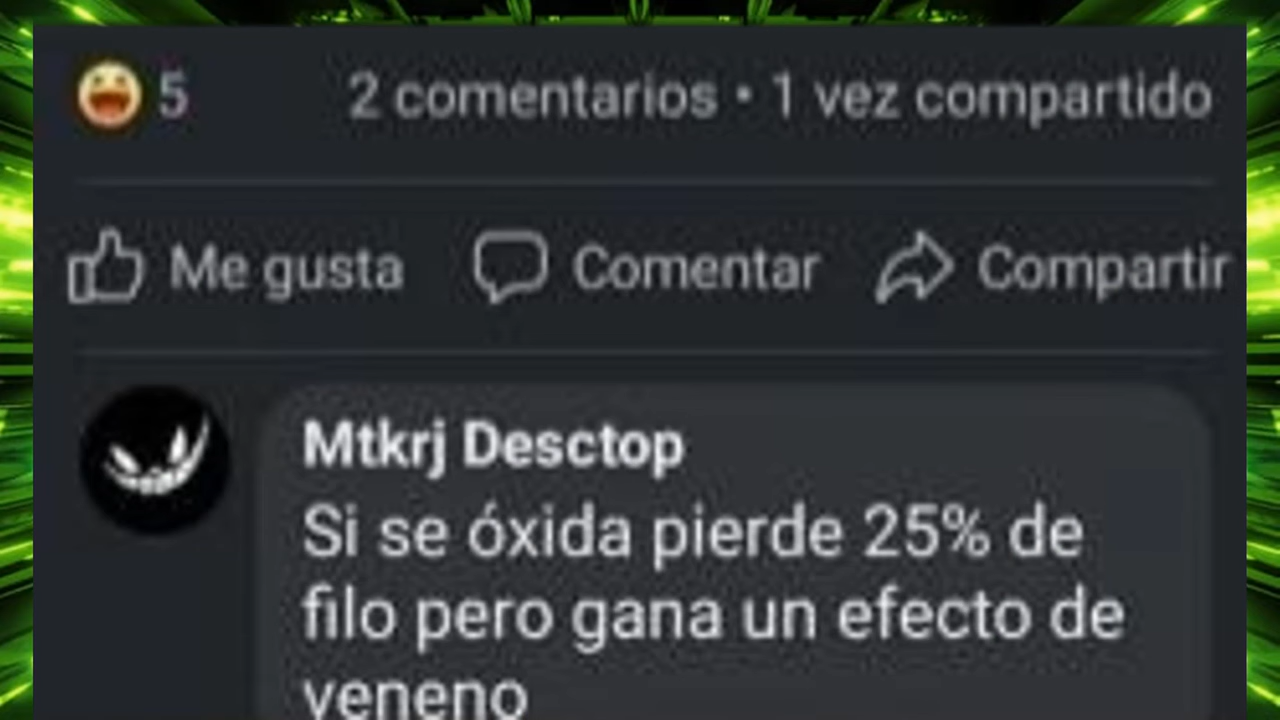 5
2 comentarios • 1 vez compartido
Me gusta
Comentar
Compartir
Mtkrj Desctop
Si se óxida pierde 25% de
filo pero gana un efecto de
veneno